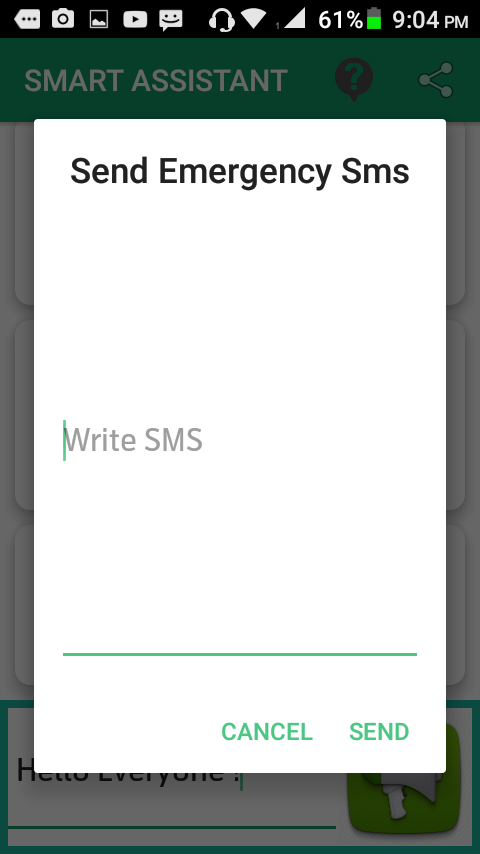 61% 9:04 PM
SMART ASSISTANT
Send Emergency Sms
Write SMS
CANCEL SEND
Hello Everyone !